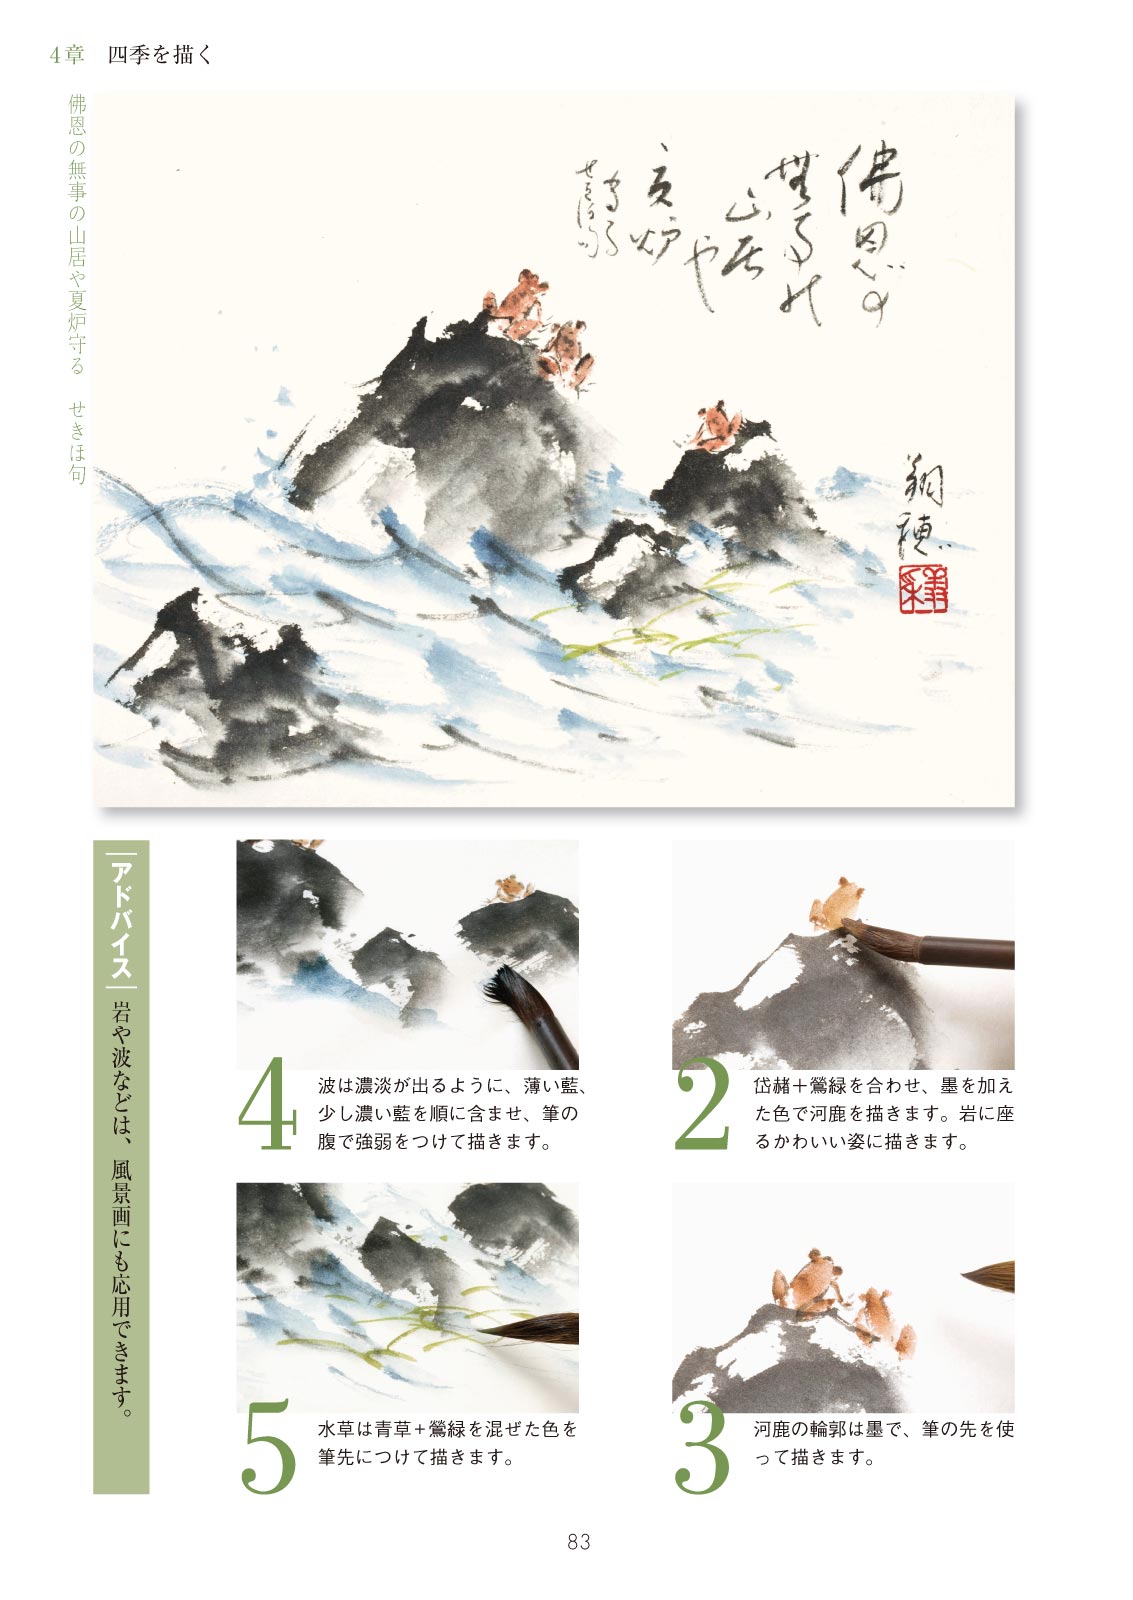 4章　四季を描く
佛恩の無事の山居や夏炉守る　せきほ句
佛恩の
無事の
山居
や
夏炉
守る
せきほ句
翔穂
2
岱赭＋鶯緑を合わせ、墨を加え
た色で河鹿を描きます。岩に座
るかわいい姿に描きます。
3
河鹿の輪郭は墨で、筆の先を使
って描きます。
4
波は濃淡が出るように、薄い藍、
少し濃い藍を順に含ませ、筆の
腹で強弱をつけて描きます。
5
水草は青草＋鶯緑を混ぜた色を
筆先につけて描きます。
アドバイス　岩や波などは、風景画にも応用できます。
83